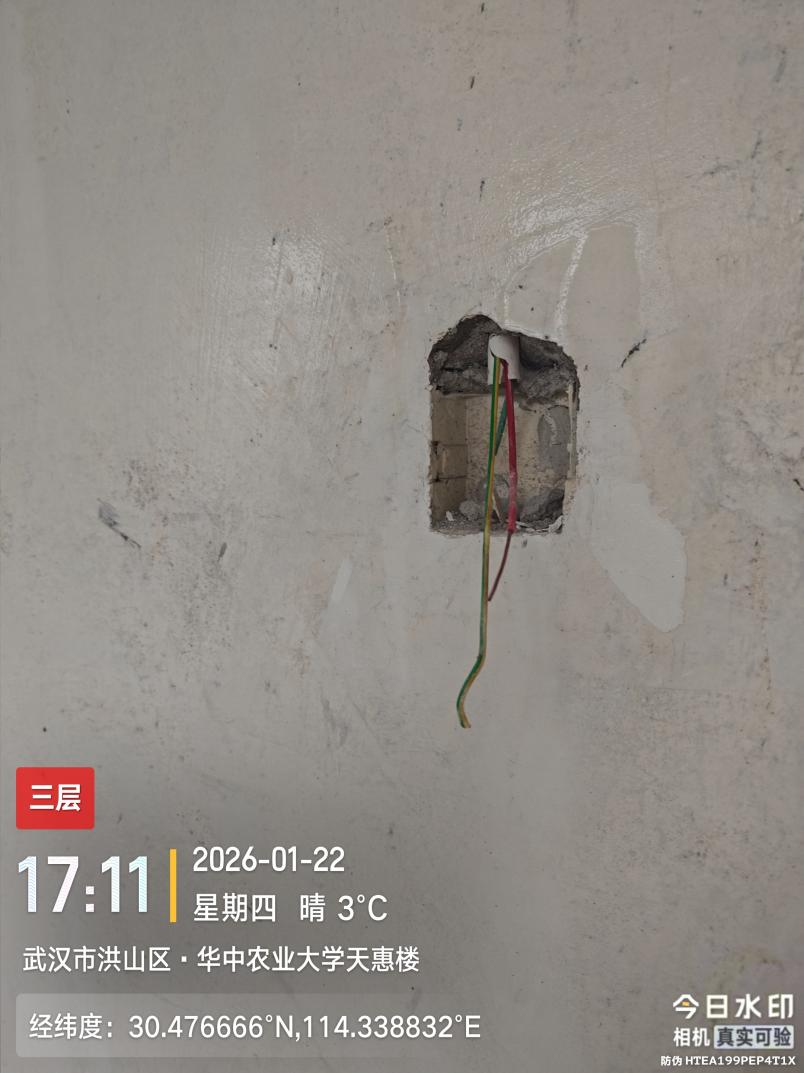 三层
17:11
2026-01-22
星期四 晴 3°C
武汉市洪山区·华中农业大学天惠楼
经纬度：30.476666°N,114.338832°E
今日水印
相机 真实可验
防伪 HTEA199PEP4T1X